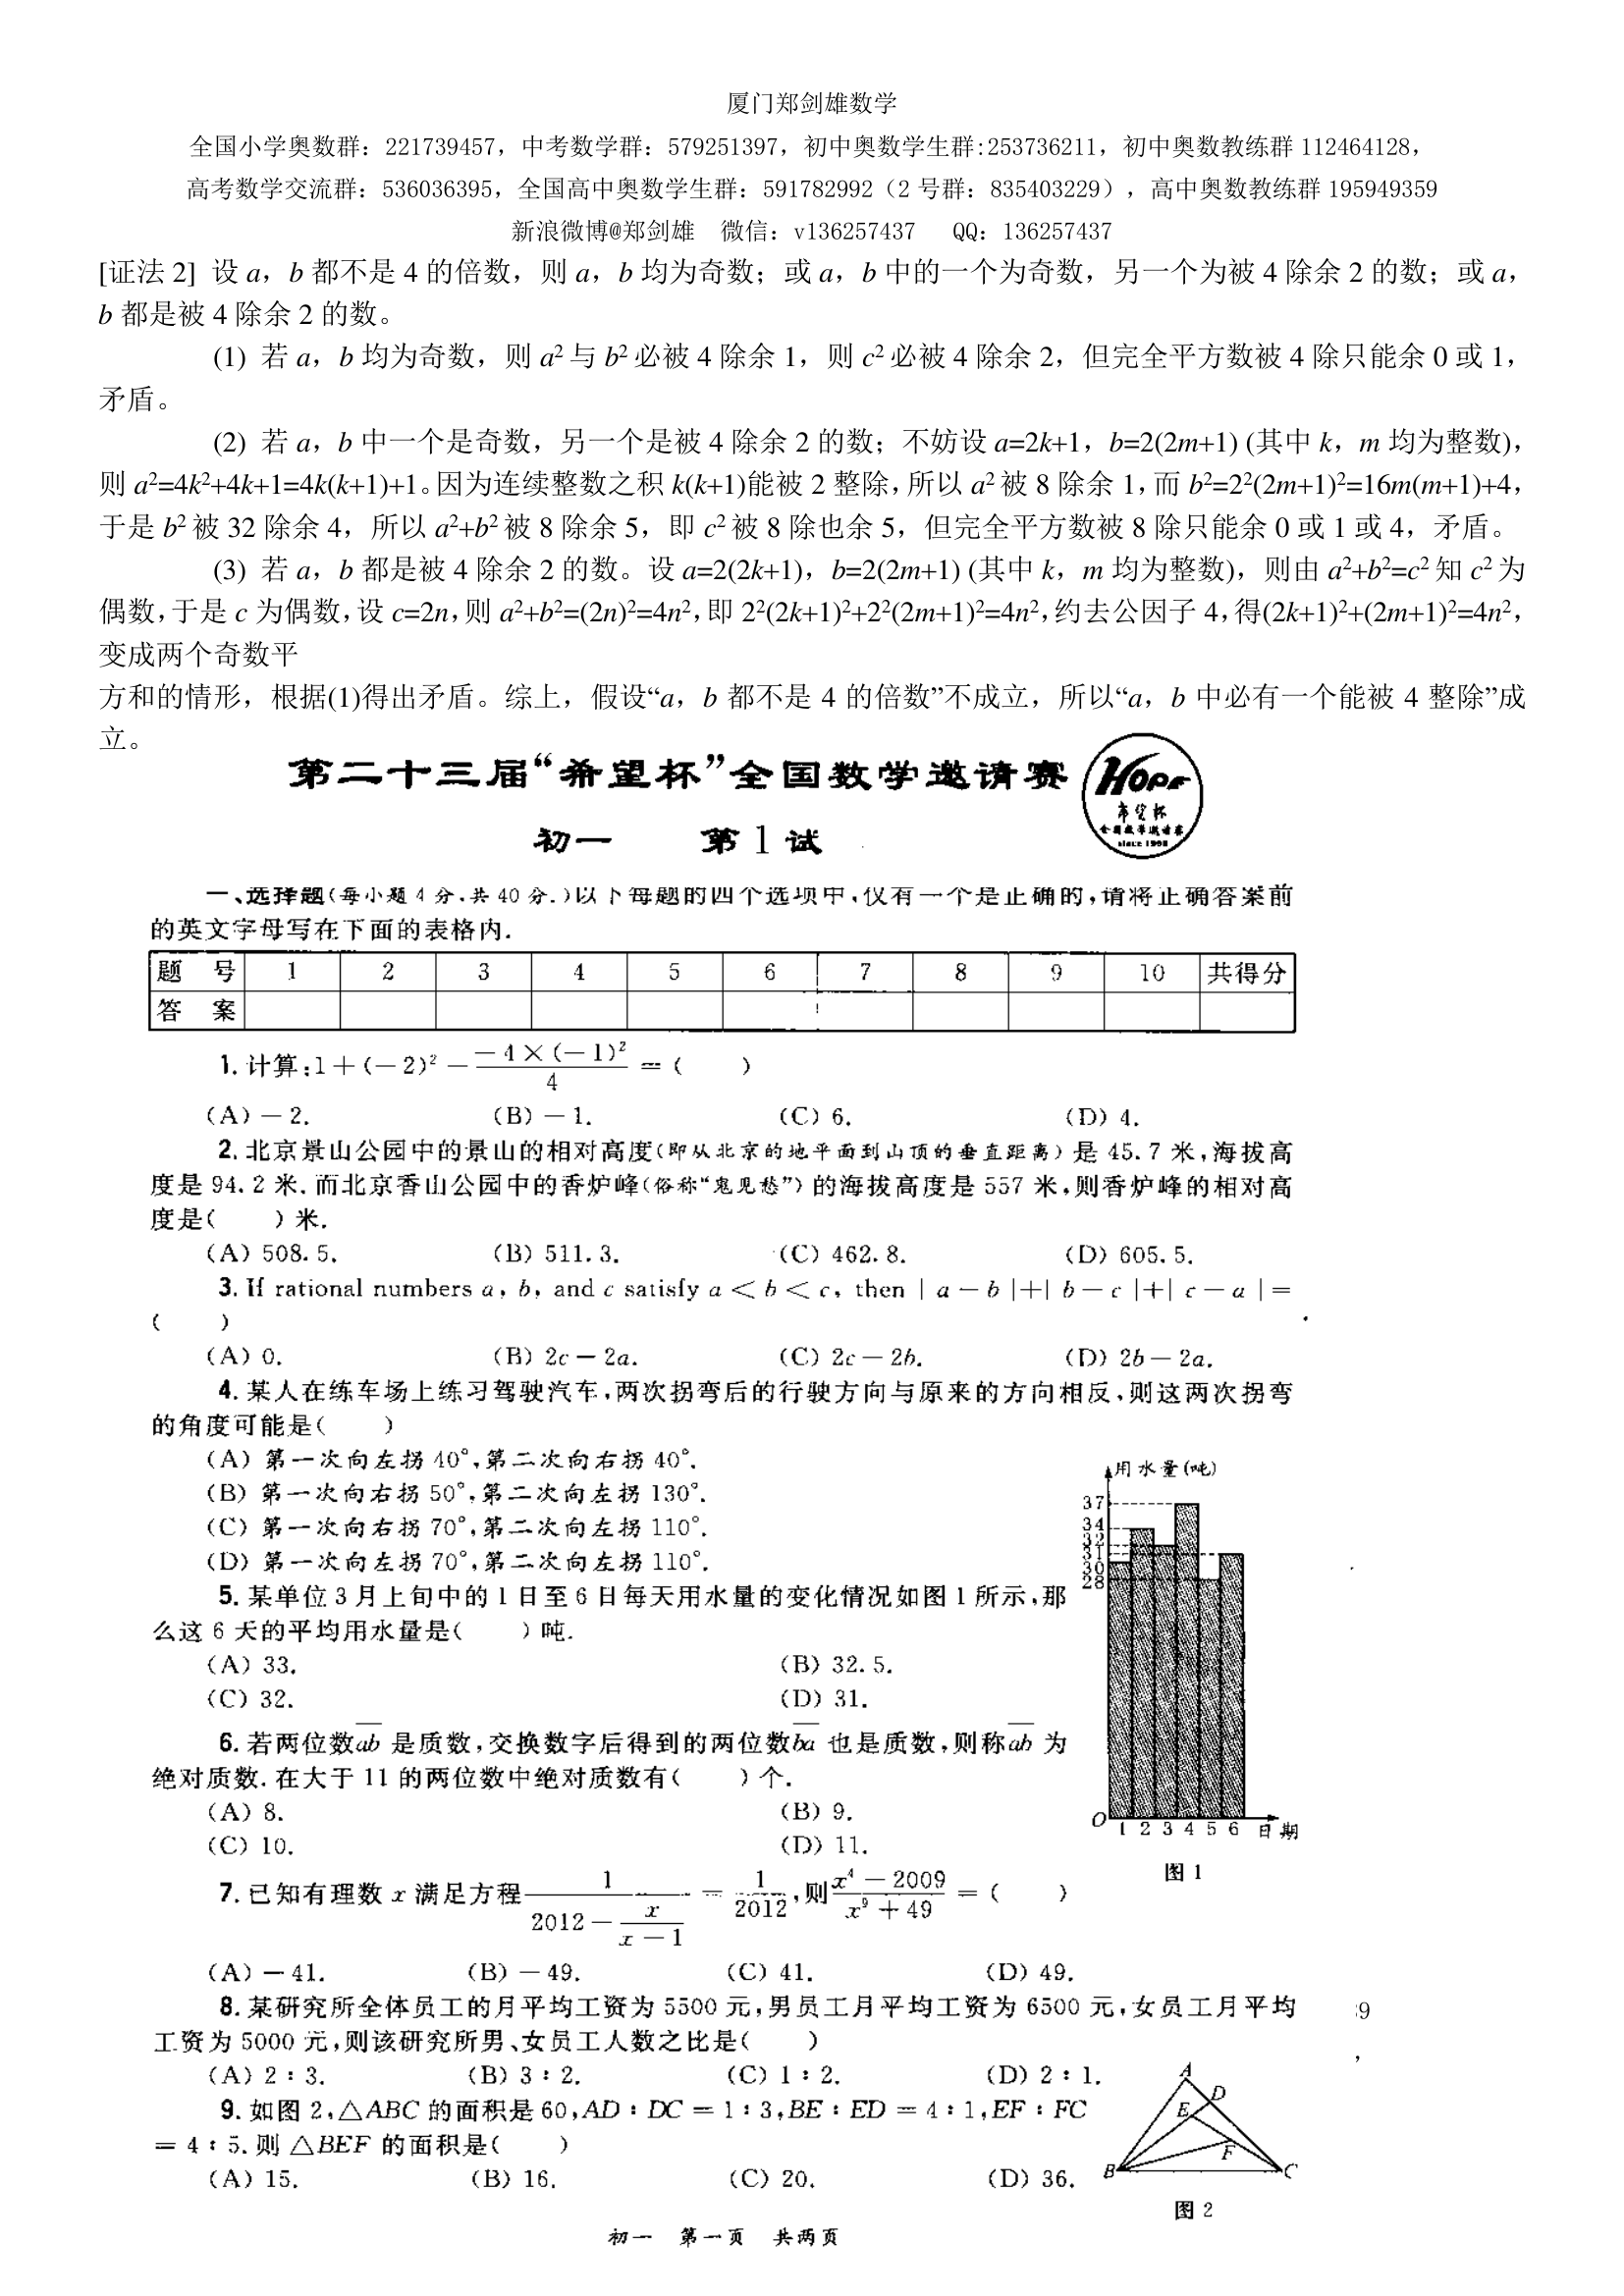 厦门郑剑雄数学
全国小学奥数群：221739457，中考数学群：579251397，初中奥数学生群:253736211，初中奥数教练群 112464128，
高考数学交流群：536036395，全国高中奥数学生群：591782992（2 号群：835403229），高中奥数教练群 195949359
新浪微博@郑剑雄 微信：v136257437 QQ：136257437
[证法 2] 设 a，b 都不是 4 的倍数，则 a，b 均为奇数；或 a，b 中的一个为奇数，另一个为被 4 除余 2 的数；或 a，
b 都是被 4 除余 2 的数。
(1) 若 a，b 均为奇数，则 a²与 b²必被 4 除余 1，则 c²必被 4 除余 2，但完全平方数被 4 除只能余 0 或 1，
矛盾。
(2) 若 a，b 中一个是奇数，另一个是被 4 除余 2 的数；不妨设 a=2k+1，b=2(2m+1) (其中 k，m 均为整数)，
则 a²=4k²+4k+1=4k(k+1)+1。因为连续整数之积 k(k+1)能被 2 整除，所以 a²被 8 除余 1，而 b²=2²(2m+1)²=16m(m+1)+4，
于是 b²被 32 除余 4，所以 a²+b²被 8 除余 5，即 c²被 8 除也余 5，但完全平方数被 8 除只能余 0 或 1 或 4，矛盾。
(3) 若 a，b 都是被 4 除余 2 的数。设 a=2(2k+1)，b=2(2m+1) (其中 k，m 均为整数)，则由 a²+b²=c²知 c²为
偶数，于是 c 为偶数，设 c=2n，则 a²+b²=(2n)²=4n²，即 2²(2k+1)²+2²(2m+1)²=4n²，约去公因子 4，得(2k+1)²+(2m+1)²=4n²，
变成两个奇数平
方和的情形，根据(1)得出矛盾。综上，假设“a，b 都不是 4 的倍数”不成立，所以“a，b 中必有一个能被 4 整除”成
立。
第二十三届“希望杯”全国数学邀请赛
HOPE
希望杯
全国数学邀请赛
since 1990
初一 第 1 试
一、选择题(每小题 4 分，共 40 分.)以下每题的四个选项中，仅有一个是正确的，请将正确答案前
的英文字母写在下面的表格内.
题 号 1 2 3 4 5 6 7 8 9 10 共得分
答 案
1. 计算:1+(−2)²−(−4×(−1)²)/4=( )
(A) −2. (B) −1. (C) 6. (D) 4.
2. 北京景山公园中的景山的相对高度(即从北京的地平面到山顶的垂直距离)是 45.7 米，海拔高
度是 94.2 米. 而北京香山公园中的香炉峰(俗称“鬼见愁”)的海拔高度是 557 米，则香炉峰的相对高
度是( )米.
(A) 508.5. (B) 511.3. (C) 462.8. (D) 605.5.
3. If rational numbers a, b, and c satisfy a < b < c, then | a − b |+| b − c |+| c − a |=
( )
(A) 0. (B) 2c − 2a. (C) 2c − 2b. (D) 2b − 2a.
4. 某人在练车场上练习驾驶汽车，两次拐弯后的行驶方向与原来的方向相反，则这两次拐弯
的角度可能是( )
(A) 第一次向左拐 40°，第二次向右拐 40°.
(B) 第一次向右拐 50°，第二次向左拐 130°.
(C) 第一次向右拐 70°，第二次向左拐 110°.
(D) 第一次向左拐 70°，第二次向左拐 110°.
用水量(吨)
37
34
32
31
30
28
O 1 2 3 4 5 6 日期
图 1
5. 某单位 3 月上旬中的 1 日至 6 日每天用水量的变化情况如图 1 所示，那
么这 6 天的平均用水量是( )吨.
(A) 33. (B) 32.5.
(C) 32. (D) 31.
6. 若两位数a̅b̅ 是质数，交换数字后得到的两位数b̅a̅ 也是质数，则称a̅b̅ 为
绝对质数. 在大于 11 的两位数中绝对质数有( )个.
(A) 8. (B) 9.
(C) 10. (D) 11.
7. 已知有理数 x 满足方程 1/(2012 − x/(x − 1)) = 1/2012，则 (x⁴ − 2009)/(x⁹ + 49) = ( )
(A) − 41. (B) − 49. (C) 41. (D) 49.
8. 某研究所全体员工的月平均工资为 5500 元，男员工月平均工资为 6500 元，女员工月平均
工资为 5000 元，则该研究所男、女员工人数之比是( )
(A) 2∶3. (B) 3∶2. (C) 1∶2. (D) 2∶1.
9. 如图 2，△ABC 的面积是 60，AD∶DC = 1∶3，BE∶ED = 4∶1，EF∶FC
= 4∶5. 则 △BEF 的面积是( )
(A) 15. (B) 16. (C) 20. (D) 36.
A
D
E
F
B C
图 2
初一 第一页 共两页